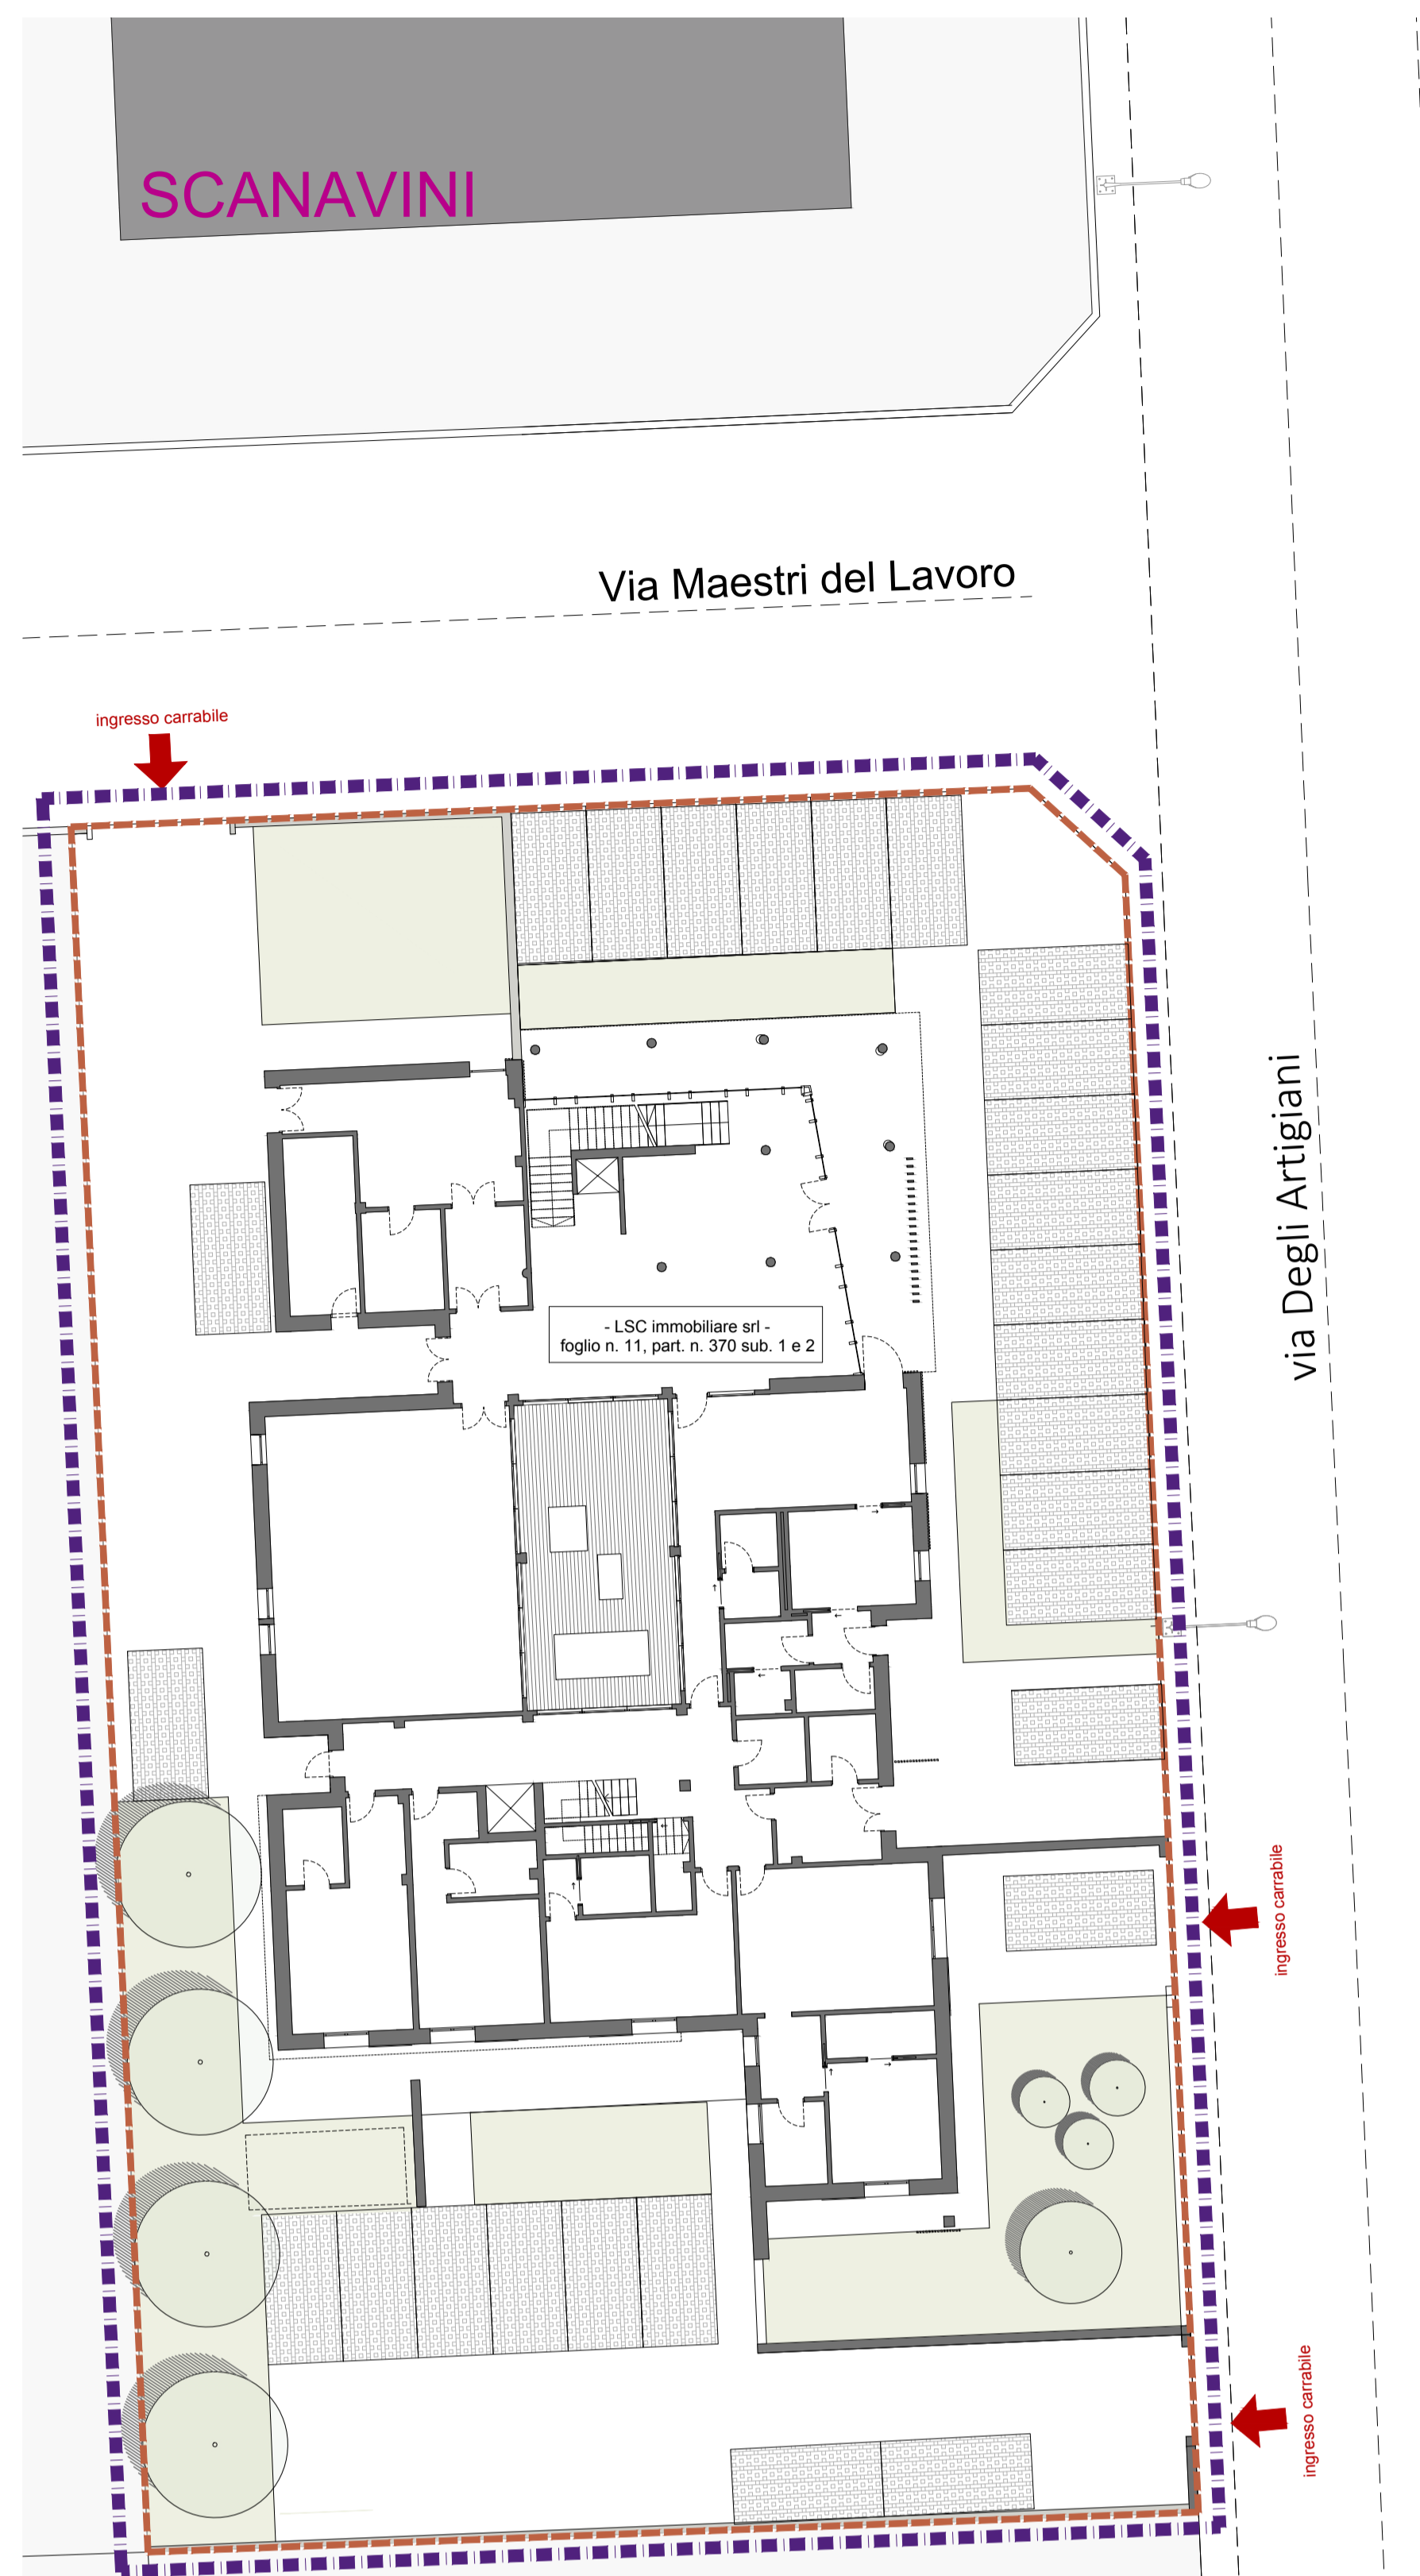 SCANAVINI
Via Maestri del Lavoro
ingresso carrabile
via Degli Artigiani
- LSC immobiliare srl -
foglio n. 11, part. n. 370 sub. 1 e 2
ingresso carrabile
ingresso carrabile